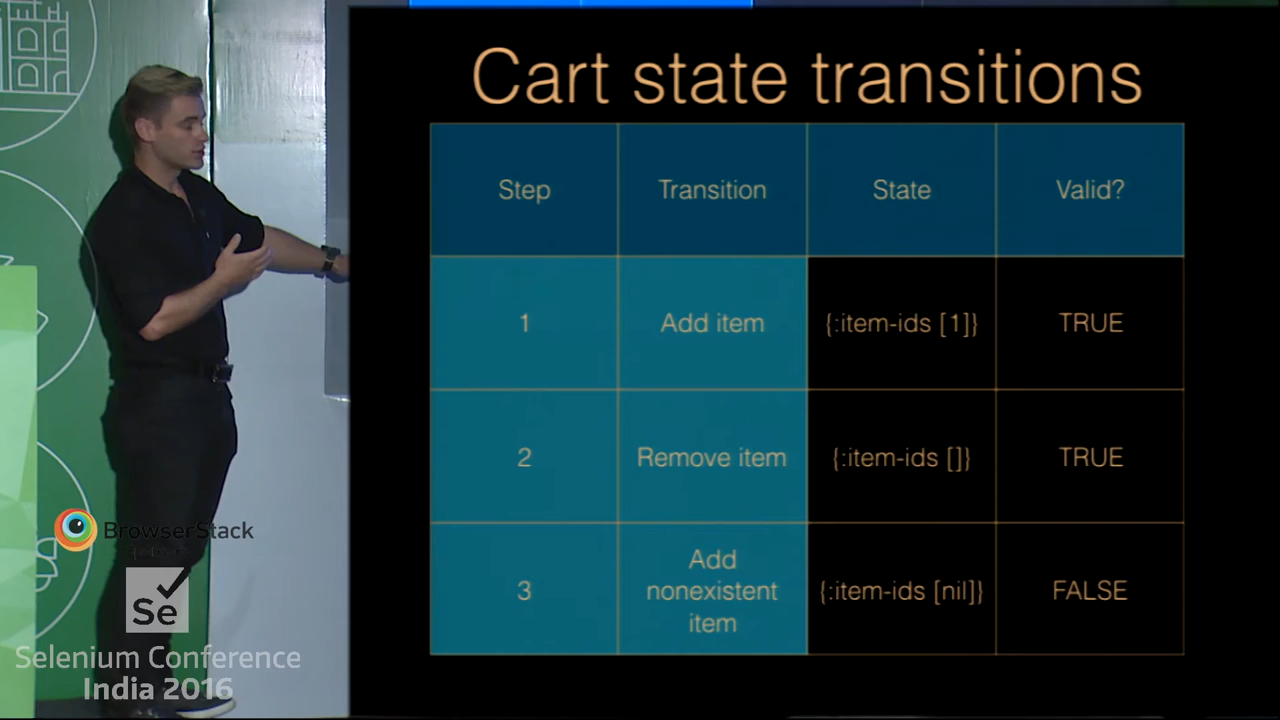 Cart state transitions
Step Transition State Valid?
1 Add item {:item-ids [1]} TRUE
2 Remove item {:item-ids []} TRUE
3 Add nonexistent item {:item-ids [nil]} FALSE
BrowserStack
Se
Selenium Conference
India 2016